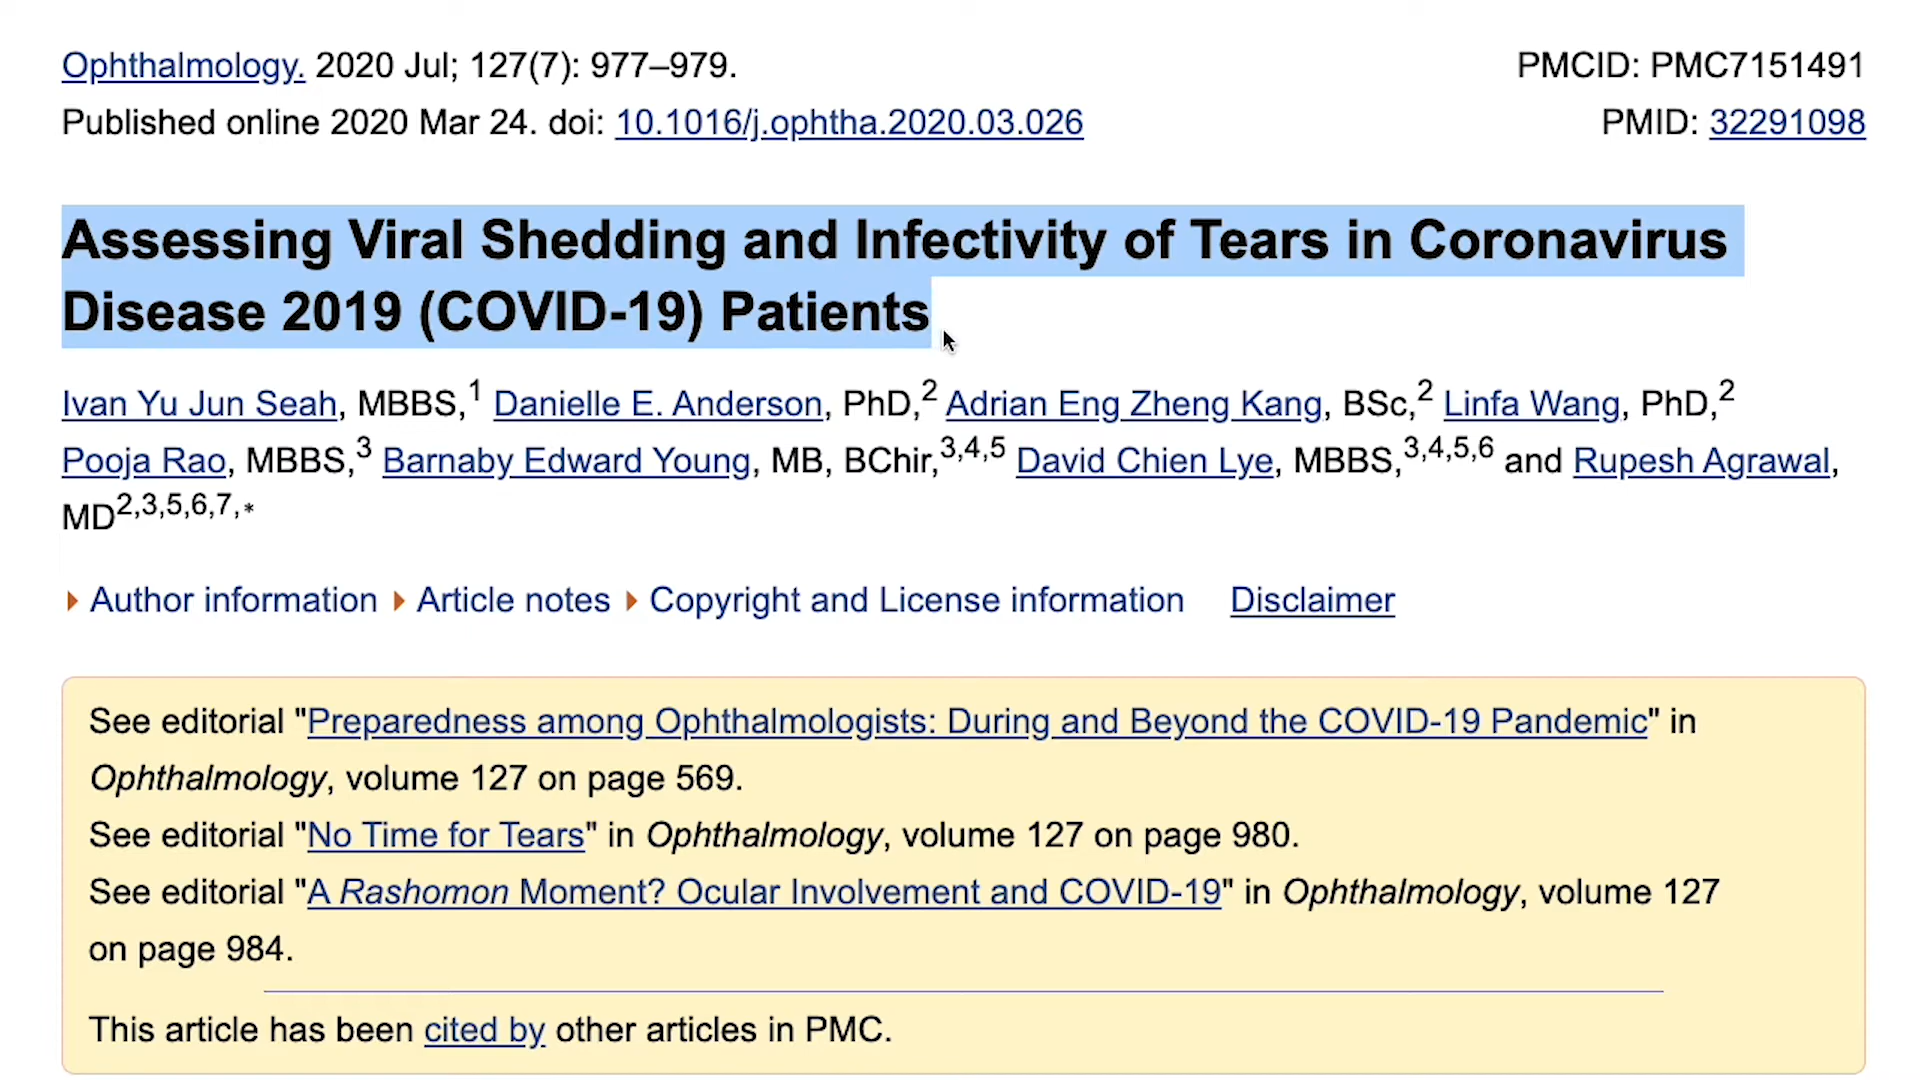 Ophthalmology. 2020 Jul; 127(7): 977–979.
PMCID: PMC7151491
Published online 2020 Mar 24. doi: 10.1016/j.ophtha.2020.03.026
PMID: 32291098
Assessing Viral Shedding and Infectivity of Tears in Coronavirus
Disease 2019 (COVID-19) Patients
Ivan Yu Jun Seah, MBBS,1 Danielle E. Anderson, PhD,2 Adrian Eng Zheng Kang, BSc,2 Linfa Wang, PhD,2
Pooja Rao, MBBS,3 Barnaby Edward Young, MB, BChir,3,4,5 David Chien Lye, MBBS,3,4,5,6 and Rupesh Agrawal,
MD2,3,5,6,7,*
Author information Article notes Copyright and License information Disclaimer
See editorial "Preparedness among Ophthalmologists: During and Beyond the COVID-19 Pandemic" in
Ophthalmology, volume 127 on page 569.
See editorial "No Time for Tears" in Ophthalmology, volume 127 on page 980.
See editorial "A Rashomon Moment? Ocular Involvement and COVID-19" in Ophthalmology, volume 127
on page 984.
This article has been cited by other articles in PMC.